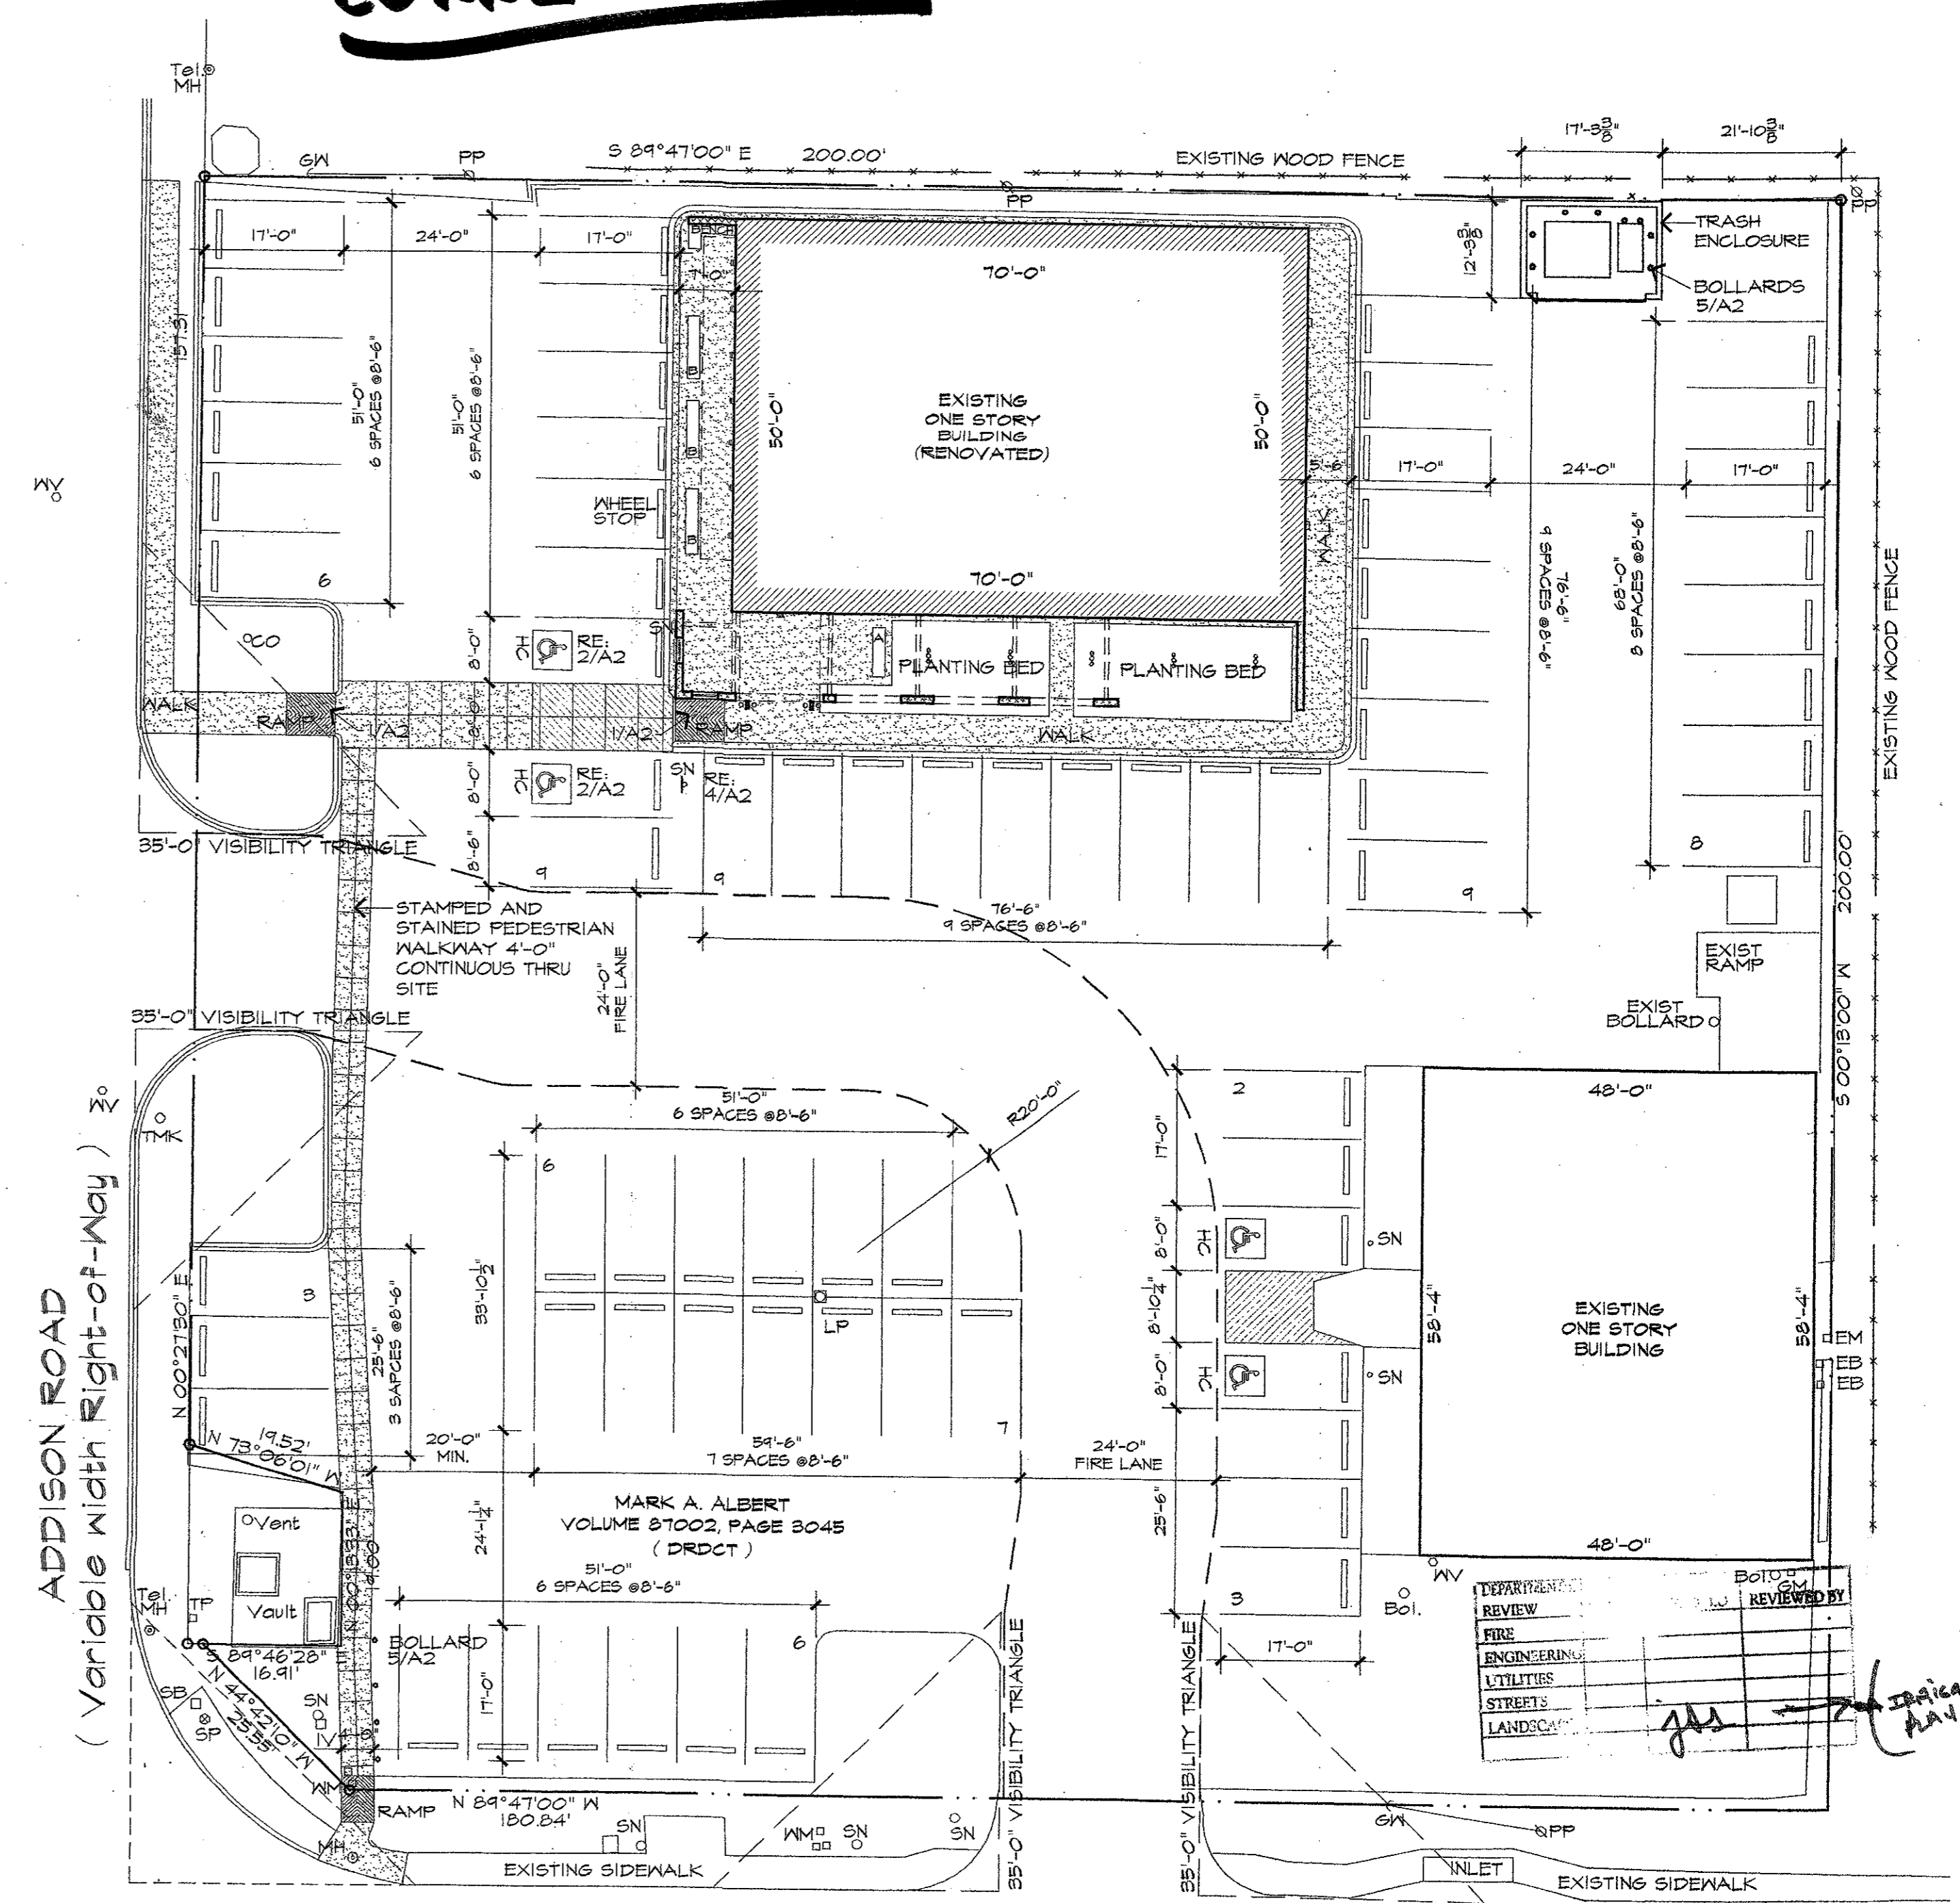 Tel.
MH
GW
PP
S 89°47'00" E 200.00'
EXISTING WOOD FENCE
17'-3 3/8"
21'-10 3/8"
PP
PP
TRASH
ENCLOSURE
12'-3 3/8"
BOLLARDS
5/A2
17'-0"
24'-0"
17'-0"
BENCH
7'-0"
70'-0"
157.31
51'-0"
6 SPACES @8'-6"
51'-0"
6 SPACES @8'-6"
50'-0"
EXISTING
ONE STORY
BUILDING
(RENOVATED)
50'-0"
B
B
B
WHEEL
STOP
5'-6"
17'-0"
24'-0"
17'-0"
WALK
WV
9 SPACES @8'-6"
76'-6"
68'-0"
8 SPACES @8'-6"
EXISTING WOOD FENCE
70'-0"
6
CO
8'-0"
HC
RE:
2/A2
SN
A
PLANTING BED
PLANTING BED
WALK
RAMP
1/A2
8'-0"
1/A2
RAMP
WALK
8'-0"
HC
RE:
2/A2
SN
RE:
4/A2
35'-0" VISIBILITY TRIANGLE
8'-6"
9
9
9
8
STAMPED AND
STAINED PEDESTRIAN
WALKWAY 4'-0"
CONTINUOUS THRU
SITE
76'-6"
9 SPACES @8'-6"
24'-0"
FIRE LANE
EXIST
RAMP
EXIST
BOLLARD
S 00°18'00" W 200.00'
35'-0" VISIBILITY TRIANGLE
WV
TMK
51'-0"
6 SPACES @8'-6"
R20'-0"
6
2
17'-0"
48'-0"
8'-0"
HC
SN
33'-10 1/2"
8'-10 1/4"
LP
58'-4"
EXISTING
ONE STORY
BUILDING
58'-4"
EM
EB
EB
8'-0"
HC
SN
ADDISON ROAD
( Variable width Right-of-Way )
N 00°27'30" E
3
25'-6"
3 SAPCES @8'-6"
19.52'
N 73°06'01" W
20'-0"
MIN.
59'-6"
7 SPACES @8'-6"
7
24'-0"
FIRE LANE
MARK A. ALBERT
VOLUME 87002, PAGE 3045
( DRDCT )
24'-1 1/4"
25'-6"
48'-0"
51'-0"
6 SPACES @8'-6"
Vent
Vault
Tel.
MH
TP
BOLLARD
5/A2
6
3
17'-0"
WV
Bol.
Bol.
GM
S 89°46'28" E
16.91'
N 44°42'10" W
25.55'
SB
SP
SN
IV
17'-0"
35'-0" VISIBILITY TRIANGLE
35'-0" VISIBILITY TRIANGLE
REVIEW
REVIEWED BY
FIRE
ENGINEERING
UTILITIES
STREETS
WM
RAMP
N 89°47'00" W
180.84'
MH
SN
WM
SN
SN
GW
PP
INLET
EXISTING SIDEWALK
EXISTING SIDEWALK